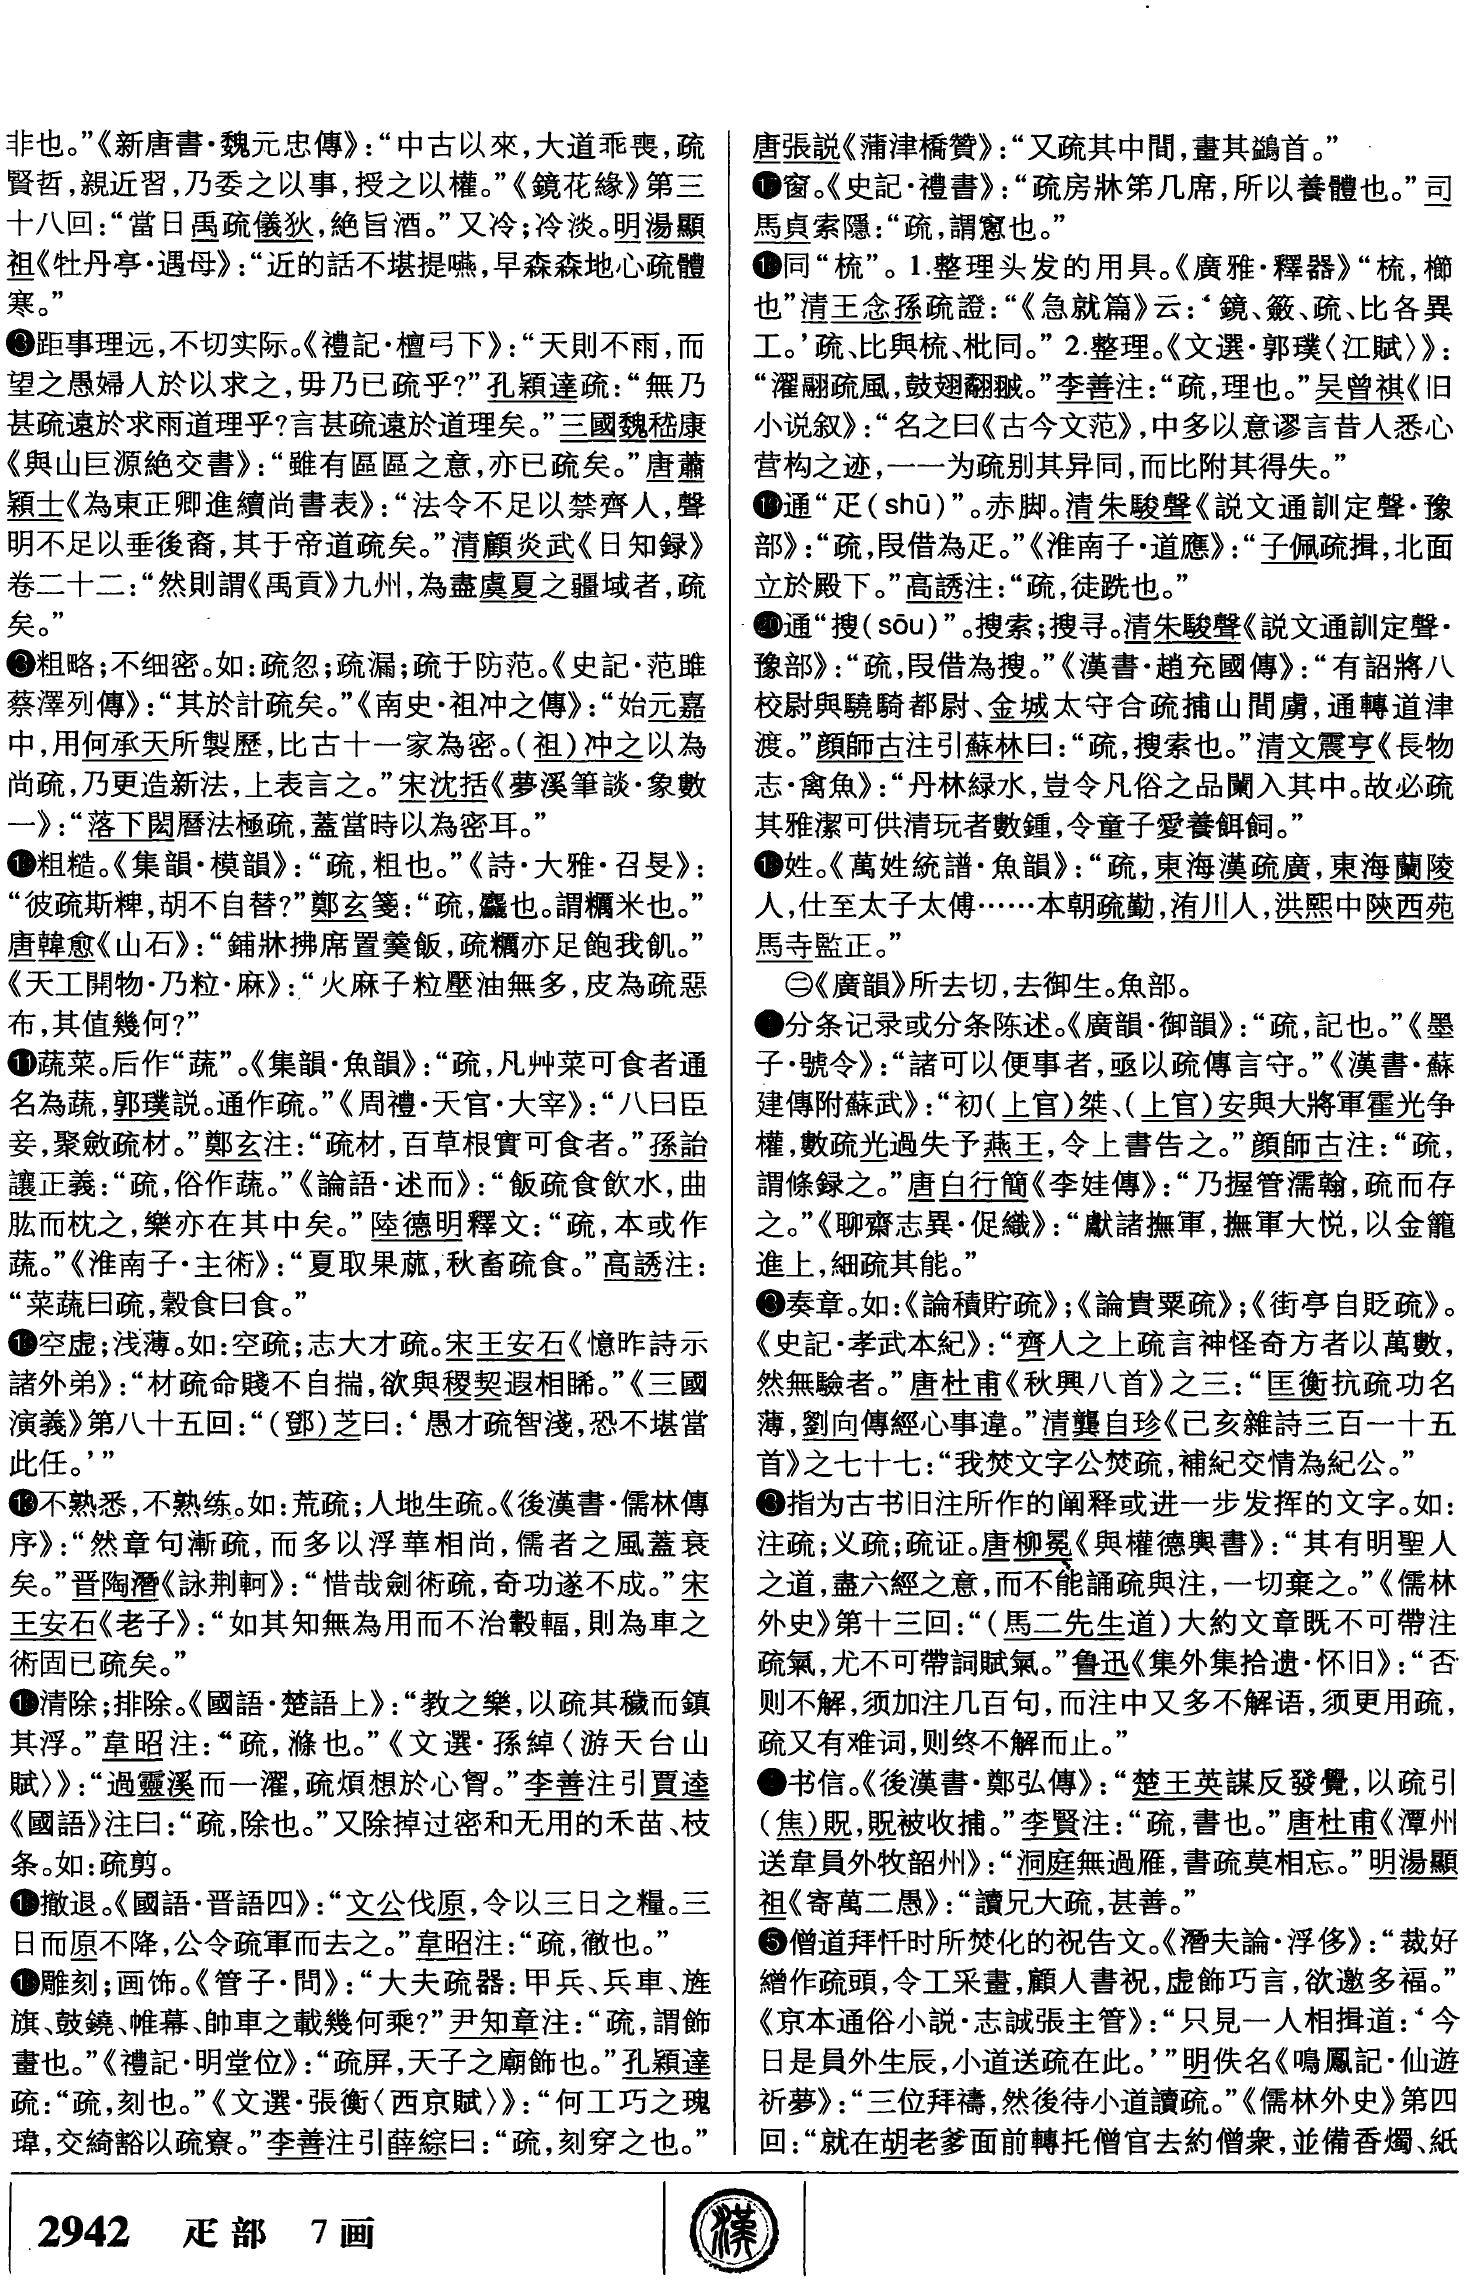 非也。”《新唐書·魏元忠傳》：“中古以來，大道乖喪，疏
賢哲，親近習，乃委之以事，授之以權。”《鏡花緣》第三
十八回：“當日禹疏儀狄，絶旨酒。”又冷；冷淡。明湯顯
祖《牡丹亭·遇母》：“近的話不堪提嚥，早森森地心疏體
寒。”
距事理远，不切实际。《禮記·檀弓下》：“天則不雨，而
望之愚婦人於以求之，毋乃已疏乎？”孔穎達疏：“無乃
甚疏遠於求雨道理乎？言甚疏遠於道理矣。”三國魏嵇康
《與山巨源絶交書》：“雖有區區之意，亦已疏矣。”唐蕭
穎士《為東正卿進續尚書表》：“法令不足以禁齊人，聲
明不足以垂後裔，其于帝道疏矣。”清顧炎武《日知録》
卷二十二：“然則謂《禹貢》九州，為盡虞夏之疆域者，疏
矣。”
粗略；不细密。如：疏忽；疏漏；疏于防范。《史記·范雎
蔡澤列傳》：“其於計疏矣。”《南史·祖冲之傳》：“始元嘉
中，用何承天所製歷，比古十一家為密。（祖）冲之以為
尚疏，乃更造新法，上表言之。”宋沈括《夢溪筆談·象數
一》：“落下閎曆法極疏，蓋當時以為密耳。”
粗糙。《集韻·模韻》：“疏，粗也。”《詩·大雅·召旻》：
“彼疏斯粺，胡不自替？”鄭玄箋：“疏，麤也。謂糲米也。”
唐韓愈《山石》：“鋪牀拂席置羹飯，疏糲亦足飽我飢。”
《天工開物·乃粒·麻》：“火麻子粒壓油無多，皮為疏惡
布，其值幾何？”
⓫蔬菜。后作“蔬”。《集韻·魚韻》：“疏，凡艸菜可食者通
名為蔬，郭璞説。通作疏。”《周禮·天官·大宰》：“八曰臣
妾，聚斂疏材。”鄭玄注：“疏材，百草根實可食者。”孫詒
讓正義：“疏，俗作蔬。”《論語·述而》：“飯疏食飲水，曲
肱而枕之，樂亦在其中矣。”陸德明釋文：“疏，本或作
蔬。”《淮南子·主術》：“夏取果蓏，秋畜疏食。”高誘注：
“菜蔬曰疏，穀食曰食。”
空虚；浅薄。如：空疏；志大才疏。宋王安石《憶昨詩示
諸外弟》：“材疏命賤不自揣，欲與稷契遐相睎。”《三國
演義》第八十五回：“（鄧）芝曰：‘愚才疏智淺，恐不堪當
此任。’”
⓭不熟悉，不熟练。如：荒疏；人地生疏。《後漢書·儒林傳
序》：“然章句漸疏，而多以浮華相尚，儒者之風蓋衰
矣。”晋陶潛《詠荆軻》：“惜哉劍術疏，奇功遂不成。”宋
王安石《老子》：“如其知無為用而不治轂輻，則為車之
術固已疏矣。”
清除；排除。《國語·楚語上》：“教之樂，以疏其穢而鎮
其浮。”韋昭注：“疏，滌也。”《文選·孫綽〈游天台山
賦〉》：“過靈溪而一濯，疏煩想於心胷。”李善注引賈逵
《國語》注曰：“疏，除也。”又除掉过密和无用的禾苗、枝
条。如：疏剪。
撤退。《國語·晋語四》：“文公伐原，令以三日之糧。三
日而原不降，公令疏軍而去之。”韋昭注：“疏，徹也。”
雕刻；画饰。《管子·問》：“大夫疏器：甲兵、兵車、旌
旗、鼓鐃、帷幕、帥車之載幾何乘？”尹知章注：“疏，謂飾
畫也。”《禮記·明堂位》：“疏屏，天子之廟飾也。”孔穎達
疏：“疏，刻也。”《文選·張衡〈西京賦〉》：“何工巧之瑰
瑋，交綺豁以疏寮。”李善注引薛綜曰：“疏，刻穿之也。”
唐張説《蒲津橋贊》：“又疏其中間，畫其鷁首。”
窗。《史記·禮書》：“疏房牀笫几席，所以養體也。”司
馬貞索隱：“疏，謂窻也。”
同“梳”。1.整理头发的用具。《廣雅·釋器》“梳，櫛
也”清王念孫疏證：“《急就篇》云：‘鏡、籢、疏、比各異
工。’疏、比與梳、枇同。”2.整理。《文選·郭璞〈江賦〉》：
“濯翮疏風，鼓翅翻翍。”李善注：“疏，理也。”吴曾祺《旧
小说叙》：“名之曰《古今文范》，中多以意谬言昔人悉心
营构之迹，一一为疏别其异同，而比附其得失。”
通“疋（shū）”。赤脚。清朱駿聲《説文通訓定聲·豫
部》：“疏，叚借為疋。”《淮南子·道應》：“子佩疏揖，北面
立於殿下。”高誘注：“疏，徒跣也。”
⓴通“搜（sōu）”。搜索；搜寻。清朱駿聲《説文通訓定聲·
豫部》：“疏，叚借為搜。”《漢書·趙充國傳》：“有詔將八
校尉與驍騎都尉、金城太守合疏捕山間虜，通轉道津
渡。”顔師古注引蘇林曰：“疏，搜索也。”清文震亨《長物
志·禽魚》：“丹林緑水，豈令凡俗之品闌入其中。故必疏
其雅潔可供清玩者數鍾，令童子愛養餌飼。”
姓。《萬姓統譜·魚韻》：“疏，東海漢疏廣，東海蘭陵
人，仕至太子太傅……本朝疏勤，洧川人，洪熙中陝西苑
馬寺監正。”
㊁《廣韻》所去切，去御生。魚部。
分条记录或分条陈述。《廣韻·御韻》：“疏，記也。”《墨
子·號令》：“諸可以便事者，亟以疏傳言守。”《漢書·蘇
建傳附蘇武》：“初（上官）桀、（上官）安與大將軍霍光争
權，數疏光過失予燕王，令上書告之。”顔師古注：“疏，
謂條録之。”唐白行簡《李娃傳》：“乃握管濡翰，疏而存
之。”《聊齋志異·促織》：“獻諸撫軍，撫軍大悦，以金籠
進上，細疏其能。”
奏章。如：《論積貯疏》；《論貴粟疏》；《街亭自貶疏》。
《史記·孝武本紀》：“齊人之上疏言神怪奇方者以萬數，
然無驗者。”唐杜甫《秋興八首》之三：“匡衡抗疏功名
薄，劉向傳經心事違。”清龔自珍《己亥雜詩三百一十五
首》之七十七：“我焚文字公焚疏，補紀交情為紀公。”
指为古书旧注所作的阐释或进一步发挥的文字。如：
注疏；义疏；疏证。唐柳冕《與權德輿書》：“其有明聖人
之道，盡六經之意，而不能誦疏與注，一切棄之。”《儒林
外史》第十三回：“（馬二先生道）大約文章既不可帶注
疏氣，尤不可帶詞賦氣。”鲁迅《集外集拾遗·怀旧》：“否
则不解，须加注几百句，而注中又多不解语，须更用疏，
疏又有难词，则终不解而止。”
书信。《後漢書·鄭弘傳》：“楚王英謀反發覺，以疏引
（焦）貺，貺被收捕。”李賢注：“疏，書也。”唐杜甫《潭州
送韋員外牧韶州》：“洞庭無過雁，書疏莫相忘。”明湯顯
祖《寄萬二愚》：“讀兄大疏，甚善。”
❺僧道拜忏时所焚化的祝告文。《潛夫論·浮侈》：“裁好
繒作疏頭，令工采畫，顧人書祝，虚飾巧言，欲邀多福。”
《京本通俗小説·志誠張主管》：“只見一人相揖道：‘今
日是員外生辰，小道送疏在此。’”明佚名《鳴鳳記·仙遊
祈夢》：“三位拜禱，然後待小道讀疏。”《儒林外史》第四
回：“就在胡老爹面前轉托僧官去約僧衆，並備香燭、紙
2942 疋部 7画
漢